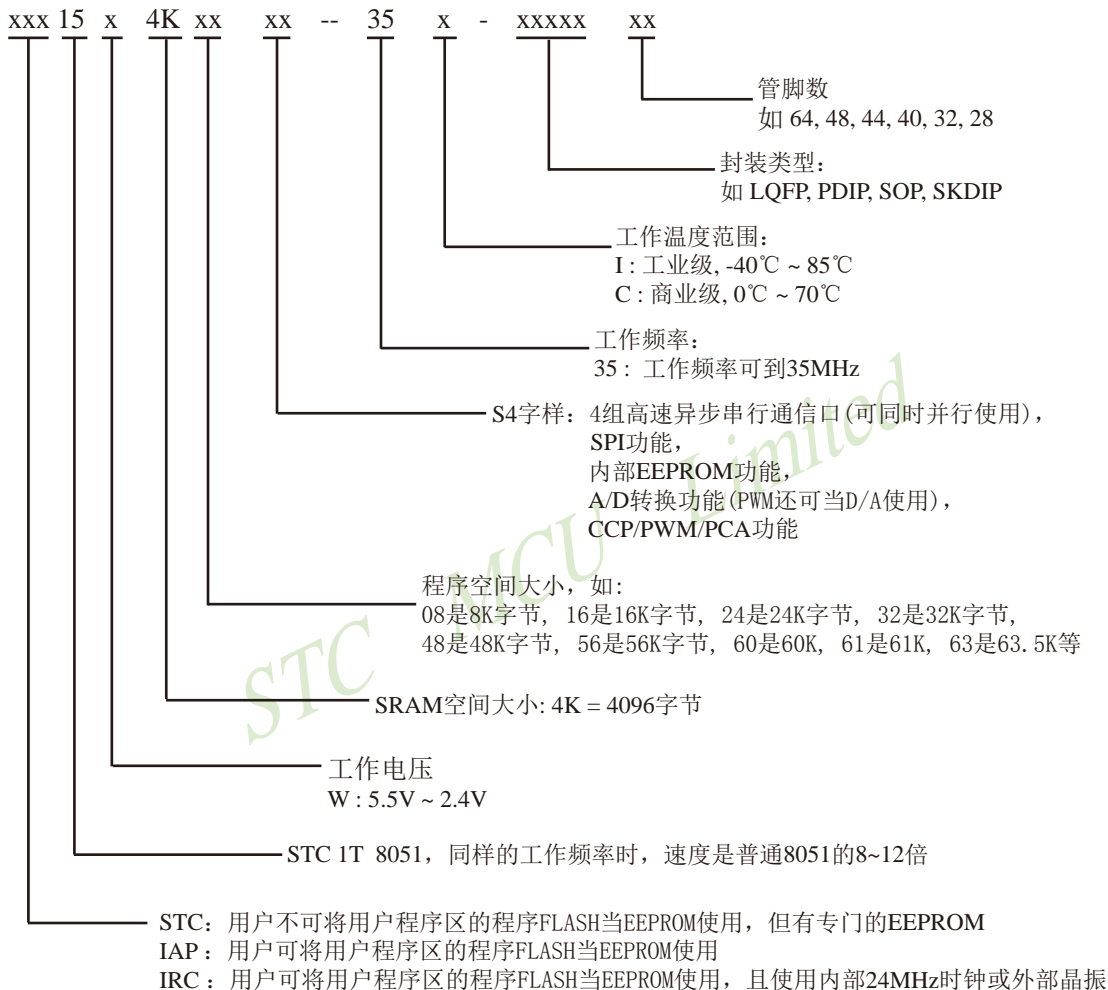 xxx 15 x 4K xx xx -- 35 x - xxxxx xx
管脚数
如 64, 48, 44, 40, 32, 28
封装类型：
如 LQFP, PDIP, SOP, SKDIP
工作温度范围：
I : 工业级, -40℃ ~ 85℃
C : 商业级, 0℃ ~ 70℃
工作频率：
35 : 工作频率可到35MHz
S4字样：4组高速异步串行通信口(可同时并行使用)，
SPI功能，
内部EEPROM功能，
A/D转换功能(PWM还可当D/A使用)，
CCP/PWM/PCA功能
程序空间大小，如：
08是8K字节, 16是16K字节, 24是24K字节, 32是32K字节,
48是48K字节, 56是56K字节, 60是60K, 61是61K, 63是63.5K等
SRAM空间大小: 4K = 4096字节
工作电压
W : 5.5V ~ 2.4V
STC 1T 8051，同样的工作频率时，速度是普通8051的8~12倍
STC：用户不可将用户程序区的程序FLASH当EEPROM使用，但有专门的EEPROM
IAP：用户可将用户程序区的程序FLASH当EEPROM使用
IRC：用户可将用户程序区的程序FLASH当EEPROM使用，且使用内部24MHz时钟或外部晶振
STC MCU Limited